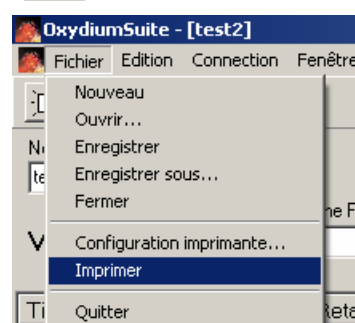 OxydiumSuite - [test2]
Fichier Edition Connection Fenêtre
Nouveau
Ouvrir...
Enregistrer
Enregistrer sous...
Fermer
Configuration imprimante...
Imprimer
Quitter